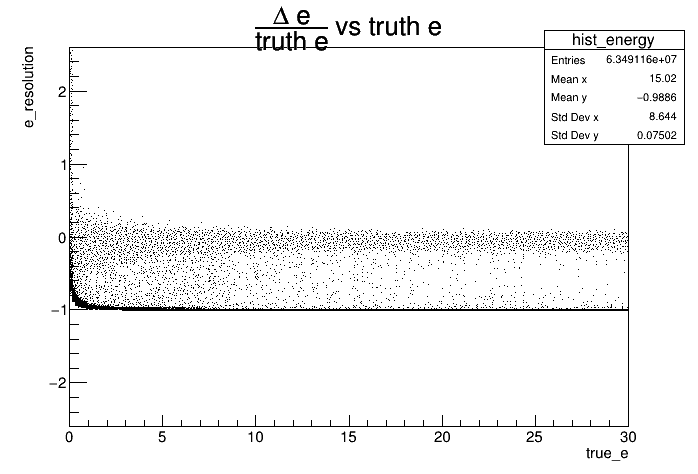 Δ e
truth e
vs truth e
hist_energy
Entries 6.349116e+07
Mean x 15.02
Mean y −0.9886
Std Dev x 8.644
Std Dev y 0.07502
e_resolution
2
1
0
−1
−2
0 5 10 15 20 25 30
true_e